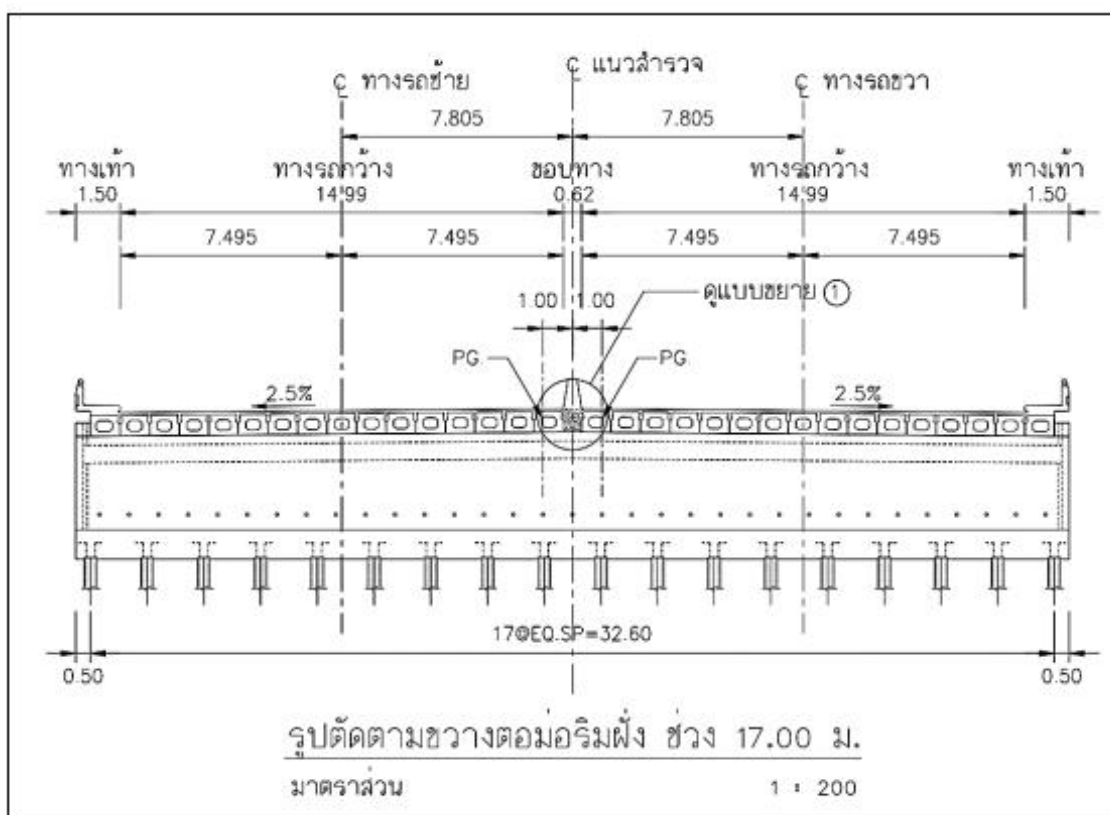 ℄ ทางรถซ้าย
℄ แนวสำรวจ
℄ ทางรถขวา
7.805 7.805
ทางเท้า ทางรถกว้าง ขอบทาง ทางรถกว้าง ทางเท้า
1.50 14.99 0.62 14.99 1.50
7.495 7.495 7.495 7.495
1.00 1.00 ดูแบบขยาย 1
PG. PG.
2.5% 2.5%
17@EQ.SP=32.60
0.50 0.50
รูปตัดตามขวางตอม่อริมฝั่ง ช่วง 17.00 ม.
มาตราส่วน 1 : 200